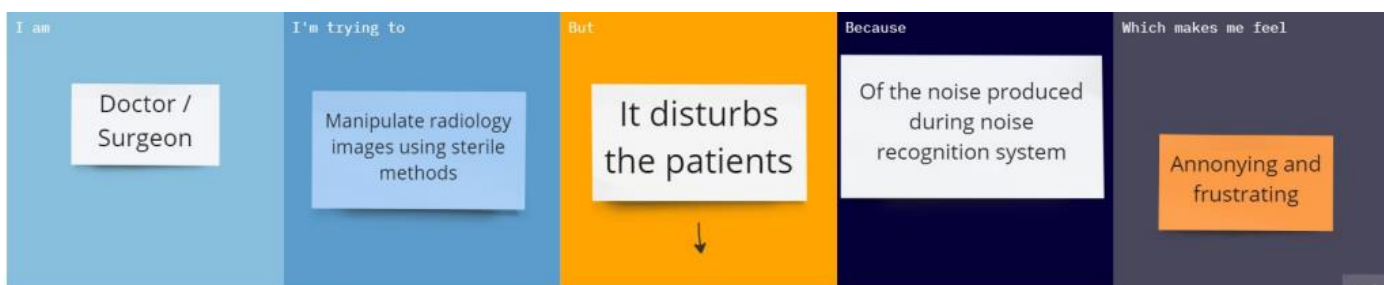 I am
Doctor /
Surgeon
I'm trying to
Manipulate radiology
images using sterile
methods
But
It disturbs
the patients
Because
Of the noise produced
during noise
recognition system
Which makes me feel
Annonying and
frustrating